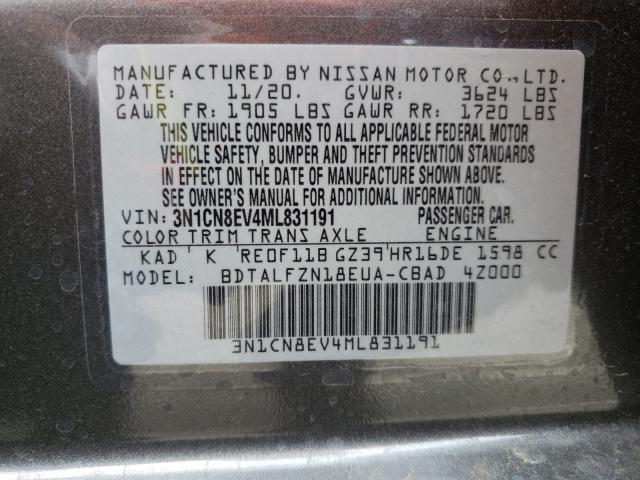 MANUFACTURED BY NISSAN MOTOR CO., LTD.
DATE: 11/20. GVWR: 3624 LBS
GAWR FR: 1905 LBS GAWR RR: 1720 LBS
THIS VEHICLE CONFORMS TO ALL APPLICABLE FEDERAL MOTOR
VEHICLE SAFETY, BUMPER AND THEFT PREVENTION STANDARDS
IN EFFECT ON THE DATE OF MANUFACTURE SHOWN ABOVE.
SEE OWNER'S MANUAL FOR ADDITIONAL INFORMATION.
VIN: 3N1CN8EV4ML831191 PASSENGER CAR.
COLOR TRIM TRANS AXLE ENGINE
KAD K RE0F11B GZ39 HR16DE 1598 CC
MODEL: BDTALFZN18EUA-CBAD 4Z000
3N1CN8EV4ML831191